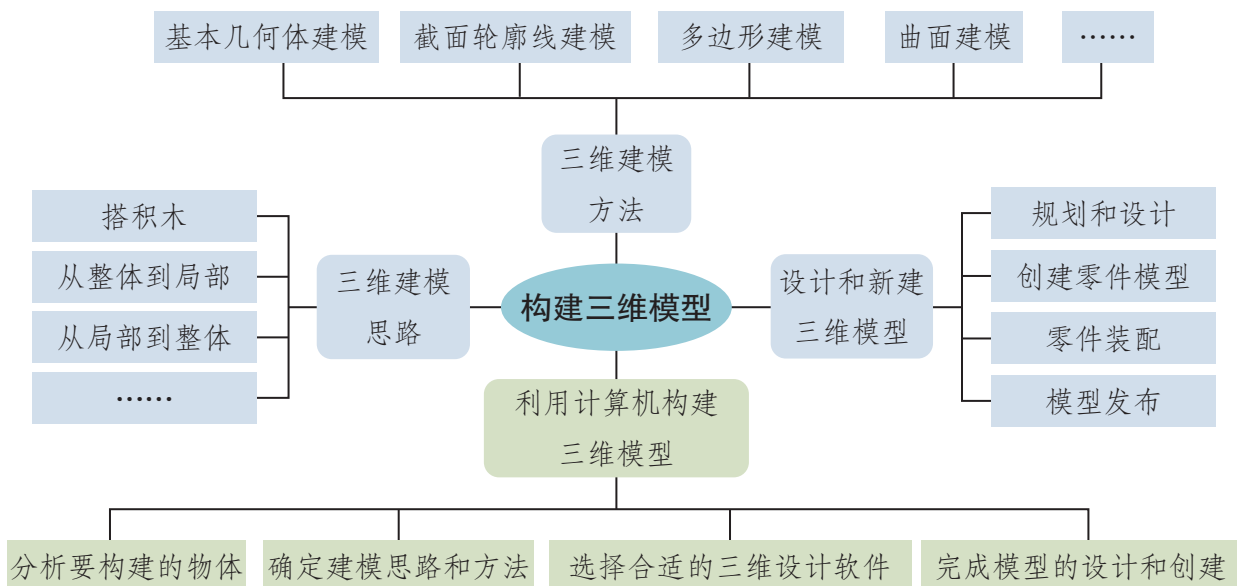 基本几何体建模
截面轮廓线建模
多边形建模
曲面建模
……
三维建模
方法
搭积木
从整体到局部
从局部到整体
……
三维建模
思路
构建三维模型
设计和新建
三维模型
规划和设计
创建零件模型
零件装配
模型发布
利用计算机构建
三维模型
分析要构建的物体
确定建模思路和方法
选择合适的三维设计软件
完成模型的设计和创建